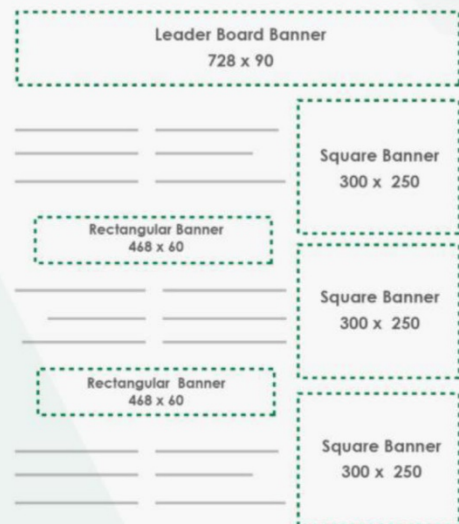 Leader Board Banner
728 x 90
Square Banner
300 x 250
Rectangular Banner
468 x 60
Square Banner
300 x 250
Rectangular Banner
468 x 60
Square Banner
300 x 250